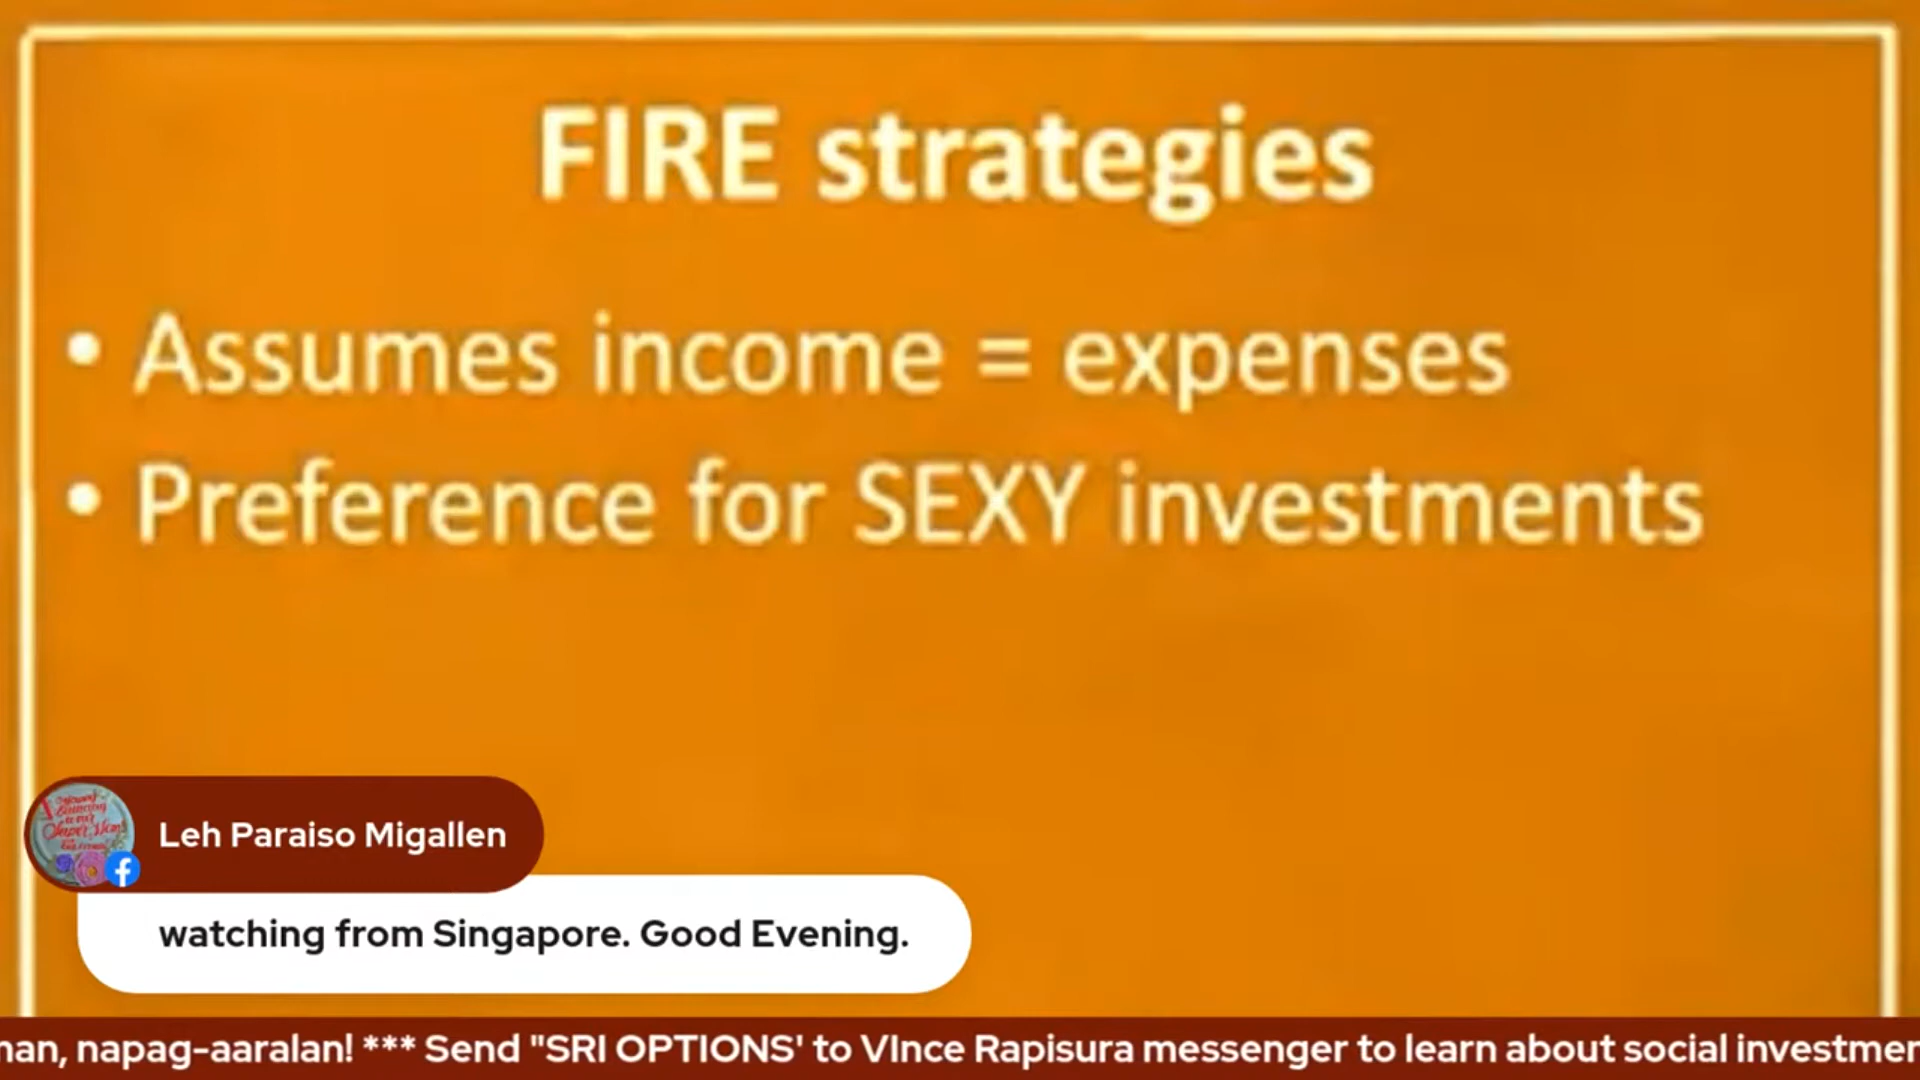 FIRE strategies
• Assumes income = expenses
• Preference for SEXY investments
Leh Paraiso Migallen
watching from Singapore. Good Evening.
man, napag-aaralan! *** Send "SRI OPTIONS' to VInce Rapisura messenger to learn about social investmen